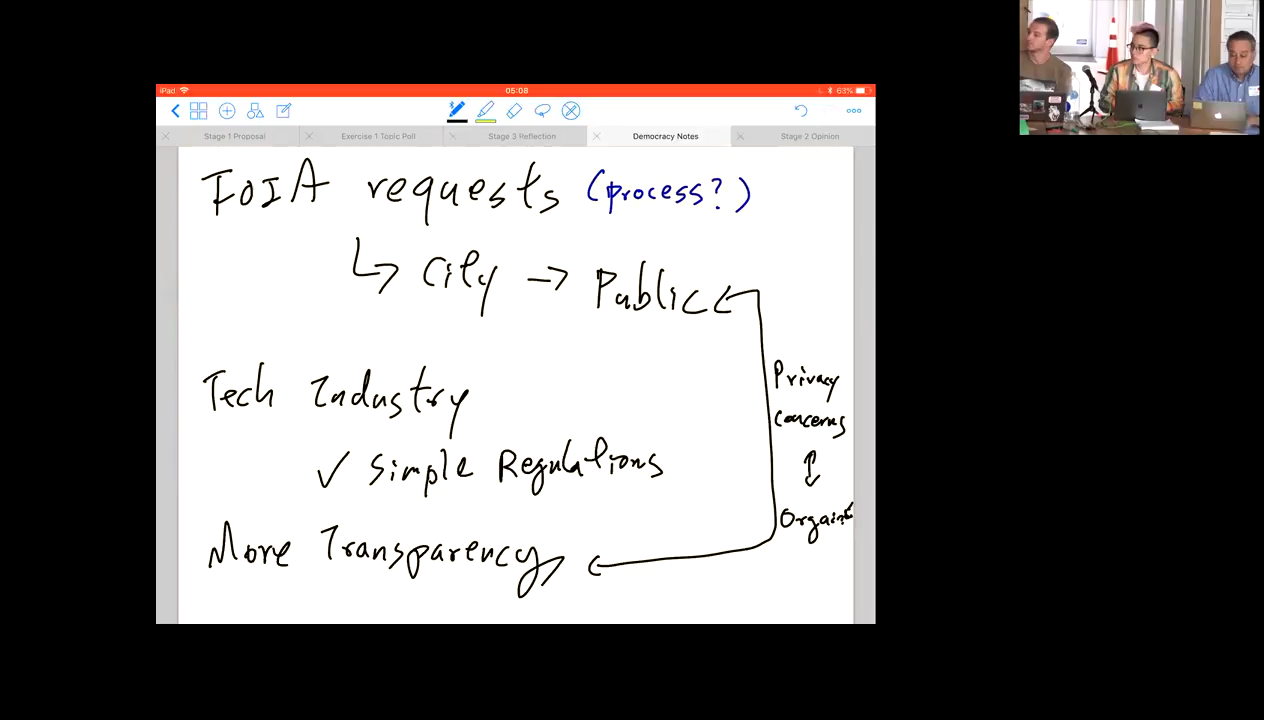 iPad 05:08 63%
Stage 1 Proposal Exercise 1 Topic Poll Stage 3 Reflection Democracy Notes Stage 2 Opinion
FOIA requests (process?)
City → Public
Privacy
Concerns
Tech Industry
✓ Simple Regulations
More Transparency